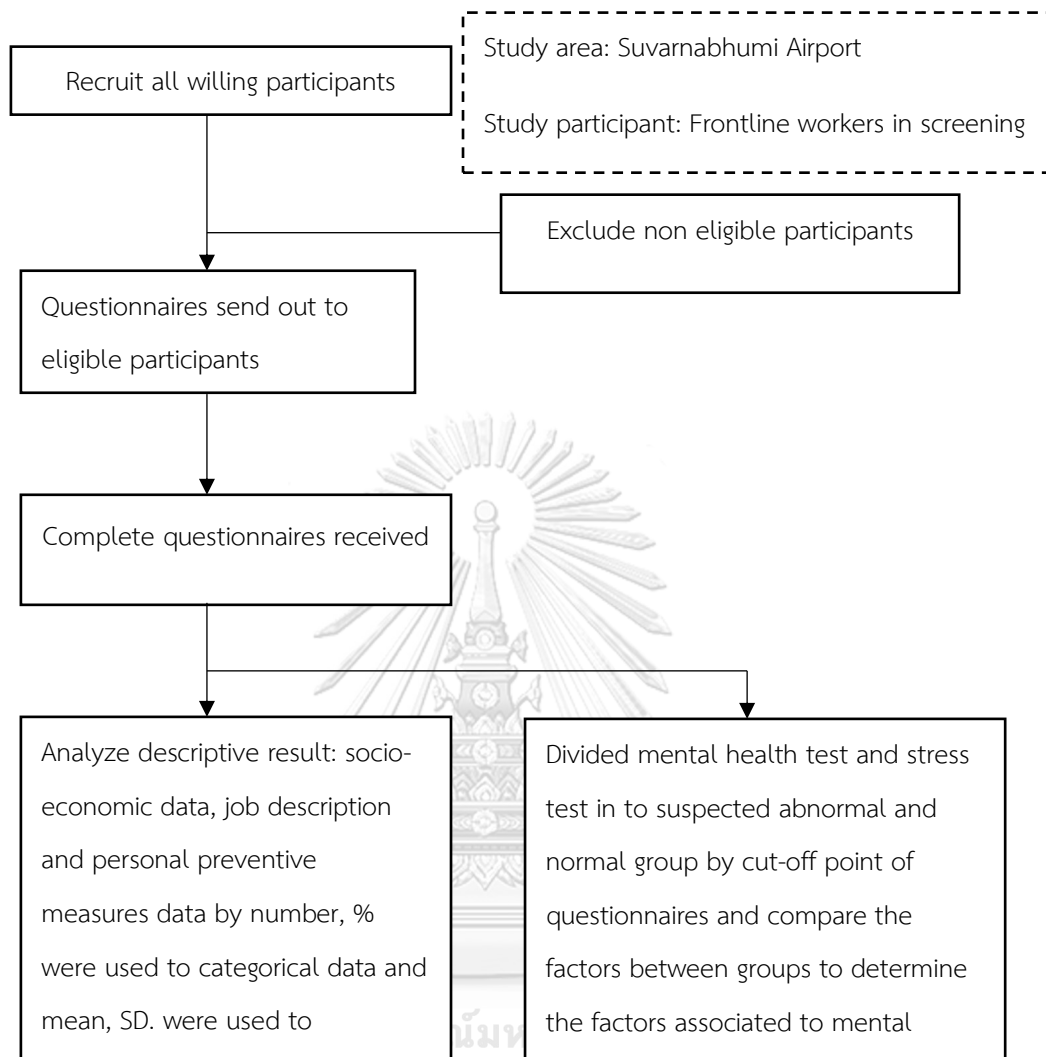 Study area: Suvarnabhumi Airport
Study participant: Frontline workers in screening
Recruit all willing participants
Exclude non eligible participants
Questionnaires send out to
eligible participants
Complete questionnaires received
Analyze descriptive result: socio-
economic data, job description
and personal preventive
measures data by number, %
were used to categorical data and
mean, SD. were used to
Divided mental health test and stress
test in to suspected abnormal and
normal group by cut-off point of
questionnaires and compare the
factors between groups to determine
the factors associated to mental